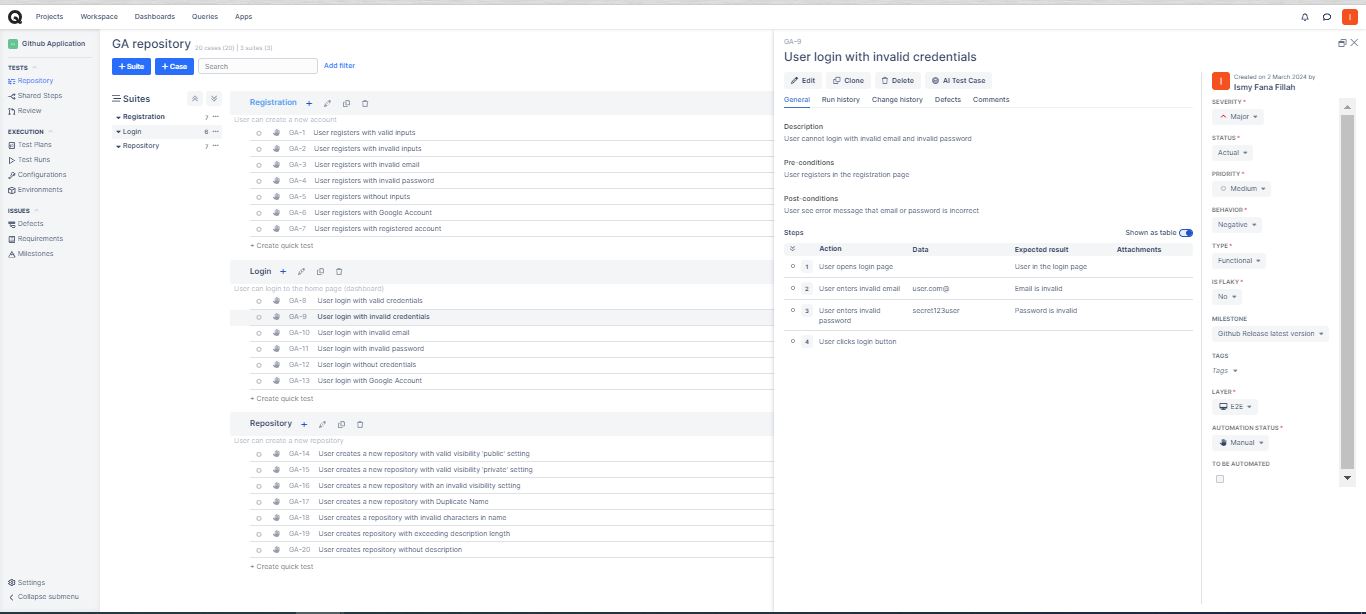 Projects Workspace Dashboards Queries Apps
Github Application
TESTS
Repository
Shared Steps
Review
EXECUTION
Test Plans
Test Runs
Configurations
Environments
ISSUES
Defects
Requirements
Milestones
Settings
Collapse submenu
GA repository 20 cases (20) | 3 suites (3)
+ Suite + Case Search Add filter
Suites
Registration 7 ···
Login 6 ···
Repository 7 ···
Registration +
User can create a new account
GA-1 User registers with valid inputs
GA-2 User registers with invalid inputs
GA-3 User registers with invalid email
GA-4 User registers with invalid password
GA-5 User registers without inputs
GA-6 User registers with Google Account
GA-7 User registers with registered account
+ Create quick test
Login +
User can login to the home page (dashboard)
GA-8 User login with valid credentials
GA-9 User login with invalid credentials
GA-10 User login with invalid email
GA-11 User login with invalid password
GA-12 User login without credentials
GA-13 User login with Google Account
+ Create quick test
Repository +
User can create a new repository
GA-14 User creates a new repository with valid visibility 'public' setting
GA-15 User creates a new repository with valid visibility 'private' setting
GA-16 User creates a new repository with an invalid visibility setting
GA-17 User creates a new repository with Duplicate Name
GA-18 User creates a repository with invalid characters in name
GA-19 User creates repository with exceeding description length
GA-20 User creates repository without description
+ Create quick test
GA-9
User login with invalid credentials
Edit Clone Delete AI Test Case
General Run history Change history Defects Comments
Description
User cannot login with invalid email and invalid password
Pre-conditions
User registers in the registration page
Post-conditions
User see error message that email or password is incorrect
Steps Shown as table
Action Data Expected result Attachments
1 User opens login page User in the login page
2 User enters invalid email user.com@ Email is invalid
3 User enters invalid password secret123user Password is invalid
4 User clicks login button
I
I
Created on 2 March 2024 by
Ismy Fana Fillah
SEVERITY *
Major
STATUS *
Actual
PRIORITY *
Medium
BEHAVIOR *
Negative
TYPE *
Functional
IS FLAKY *
No
MILESTONE
Github Release latest version
TAGS
Tags
LAYER *
E2E
AUTOMATION STATUS *
Manual
TO BE AUTOMATED